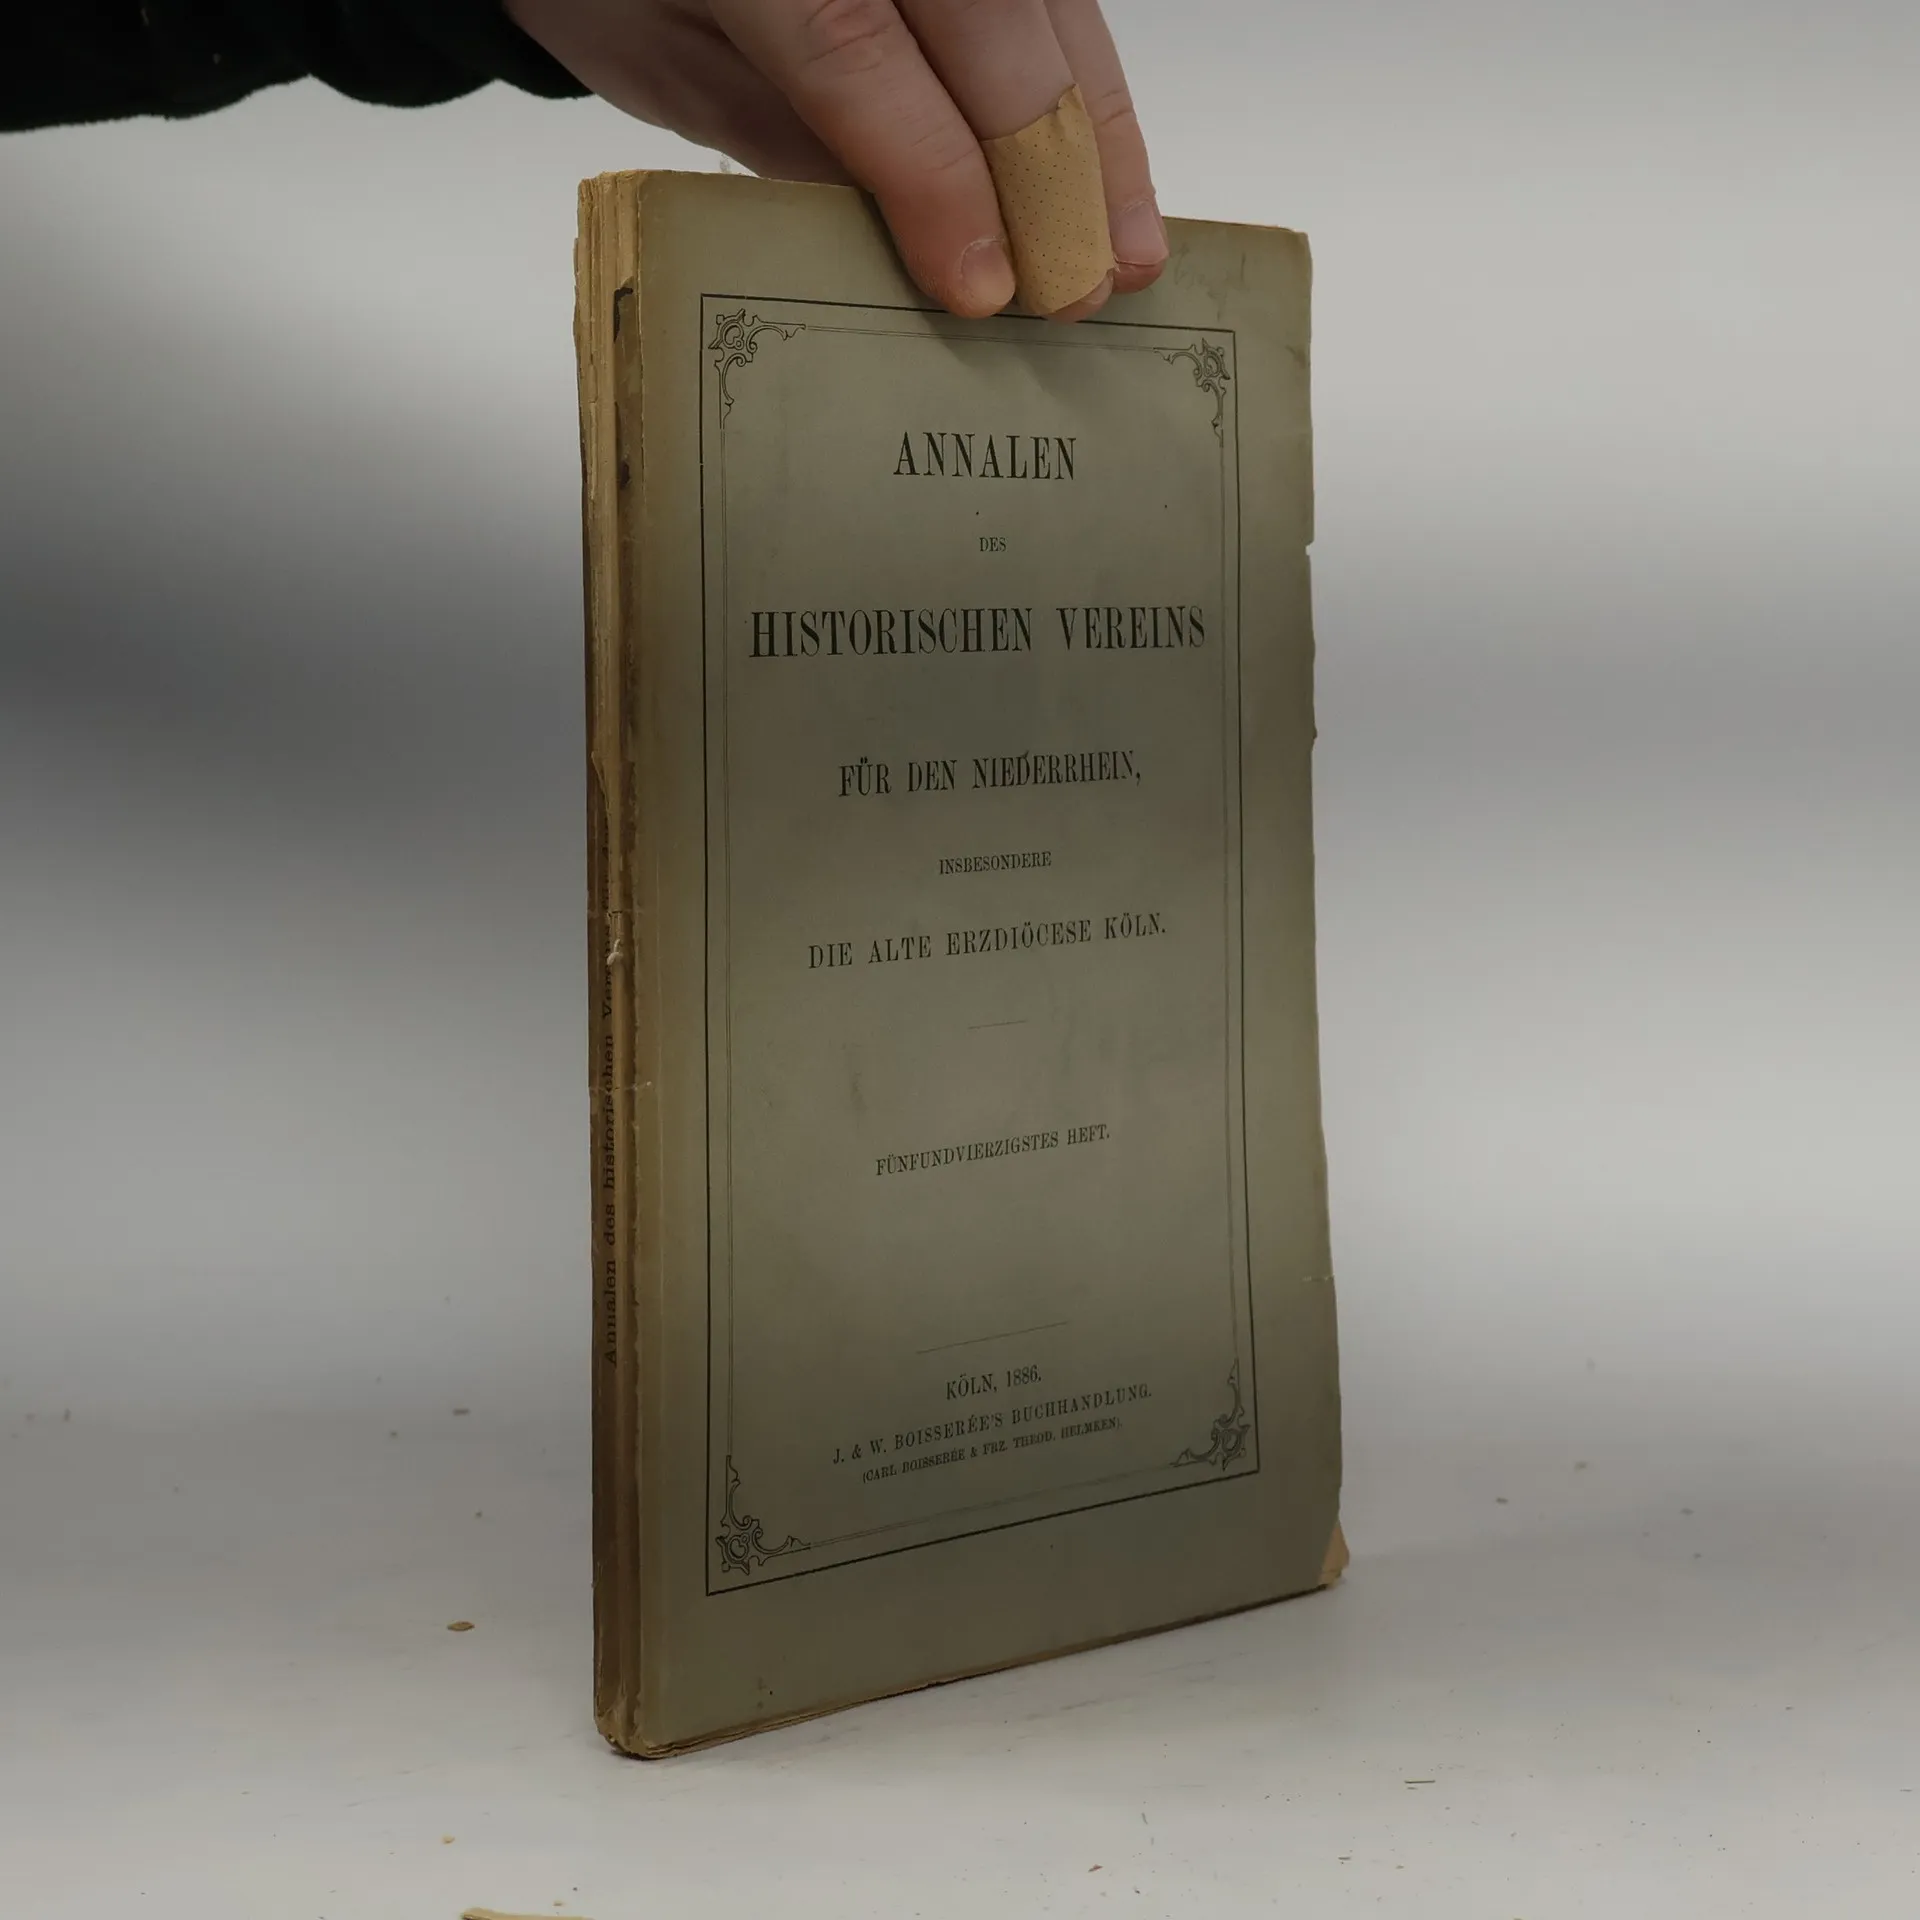 ANNALEN
DES
HISTORISCHEN VEREINS
FÜR DEN NIEDERRHEIN,
INSBESONDERE
DIE ALTE ERZDIÖCESE KÖLN.
FÜNFUNDVIERZIGSTES HEFT.
KÖLN, 1886.
J. & W. BOISSERÉE'S BUCHHANDLUNG.
(CARL BOISSERÉE & FRZ. THEOD. HELMKEN).
Annalen des historischen